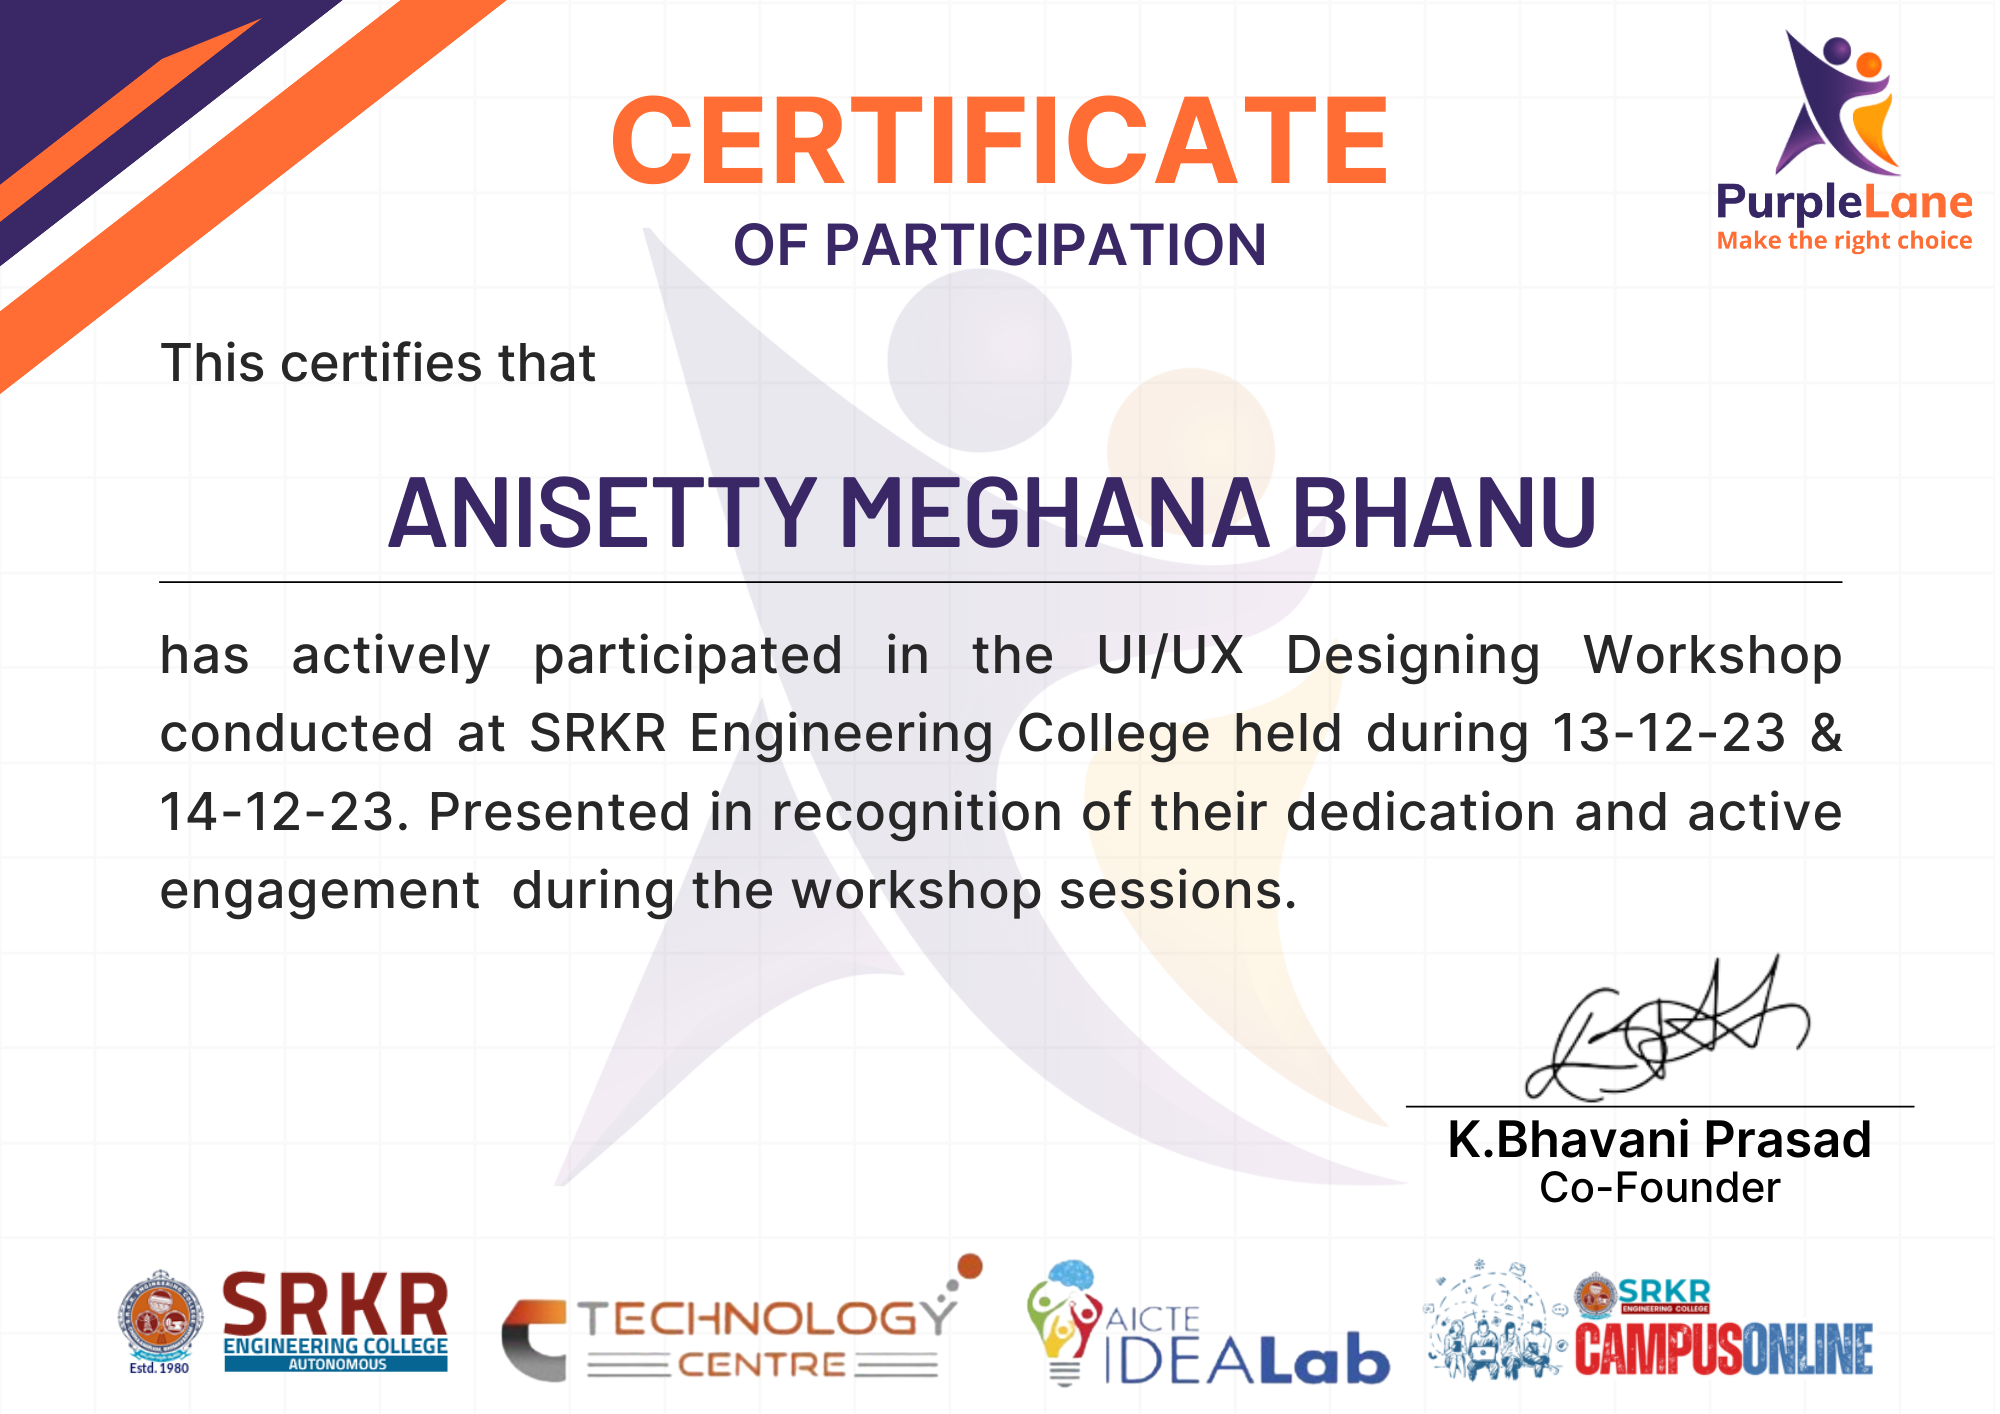 CERTIFICATE
OF PARTICIPATION
PurpleLane
Make the right choice
This certifies that
ANISETTY MEGHANA BHANU
has actively participated in the UI/UX Designing Workshop
conducted at SRKR Engineering College held during 13-12-23 &
14-12-23. Presented in recognition of their dedication and active
engagement during the workshop sessions.
K.Bhavani Prasad
Co-Founder
Estd. 1980
SRKR
ENGINEERING COLLEGE
AUTONOMOUS
TECHNOLOGY
CENTRE
AICTE
IDEALab
SRKR
ENGINEERING COLLEGE
CAMPUSONLINE